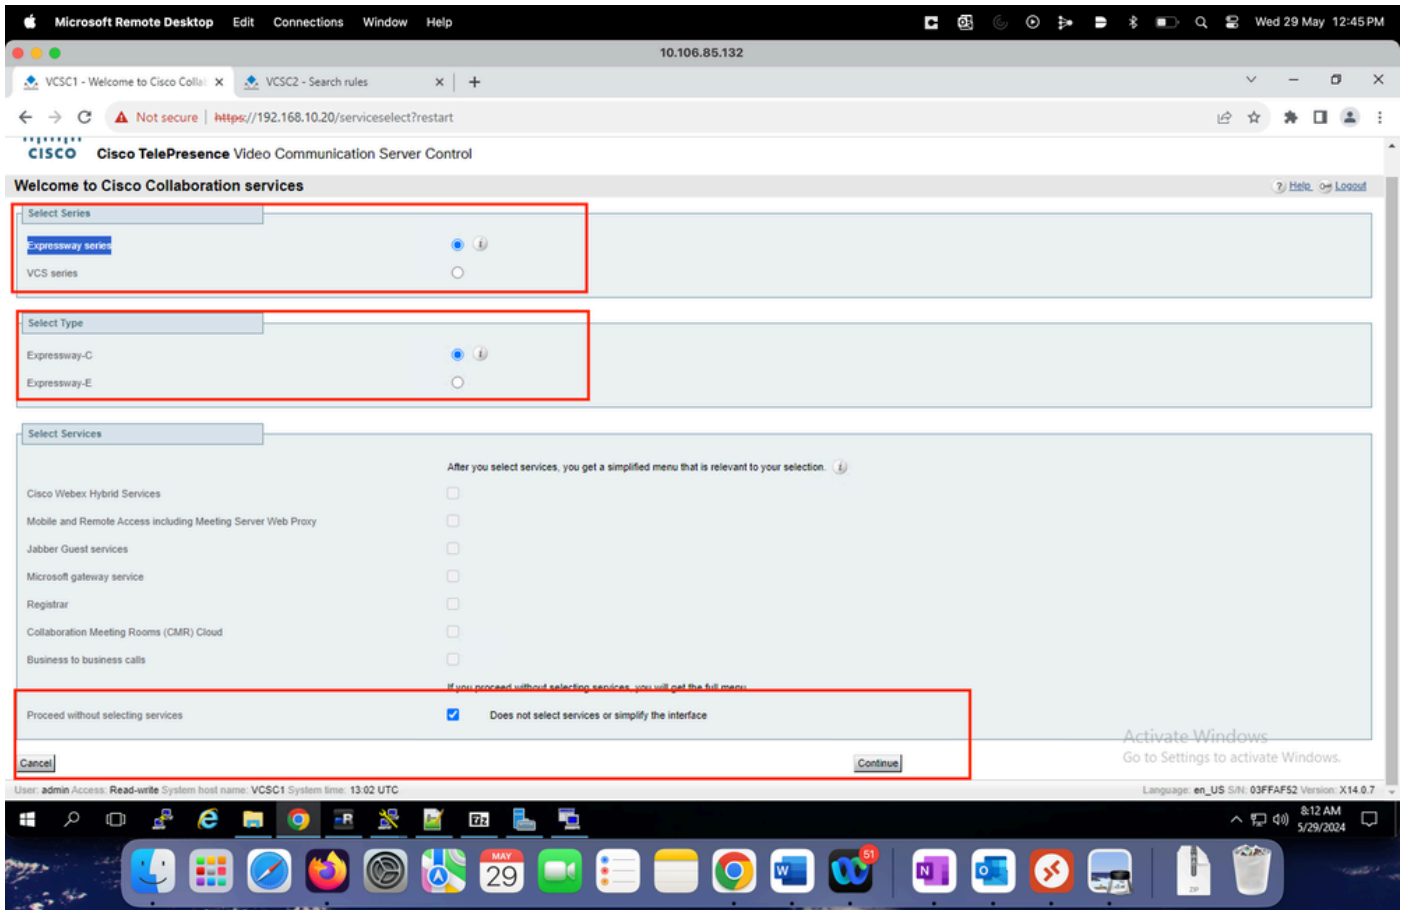 Microsoft Remote Desktop Edit Connections Window Help Wed 29 May 12:45 PM
10.106.85.132
VCSC1 - Welcome to Cisco Colla VCSC2 - Search rules
Not secure | https://192.168.10.20/serviceselect?restart
CISCO Cisco TelePresence Video Communication Server Control
Welcome to Cisco Collaboration services Help Logout
Select Series
Expressway series
VCS series
Select Type
Expressway-C
Expressway-E
Select Services
After you select services, you get a simplified menu that is relevant to your selection.
Cisco Webex Hybrid Services
Mobile and Remote Access including Meeting Server Web Proxy
Jabber Guest services
Microsoft gateway service
Registrar
Collaboration Meeting Rooms (CMR) Cloud
Business to business calls
If you proceed without selecting services, you will get the full menu
Proceed without selecting services Does not select services or simplify the interface
Activate Windows
Go to Settings to activate Windows.
Cancel Continue
User: admin Access: Read-write System host name: VCSC1 System time: 13:02 UTC Language: en_US S/N: 03FFAF52 Version: X14.0.7
8:12 AM
5/29/2024
MAY
29
51
ZIP